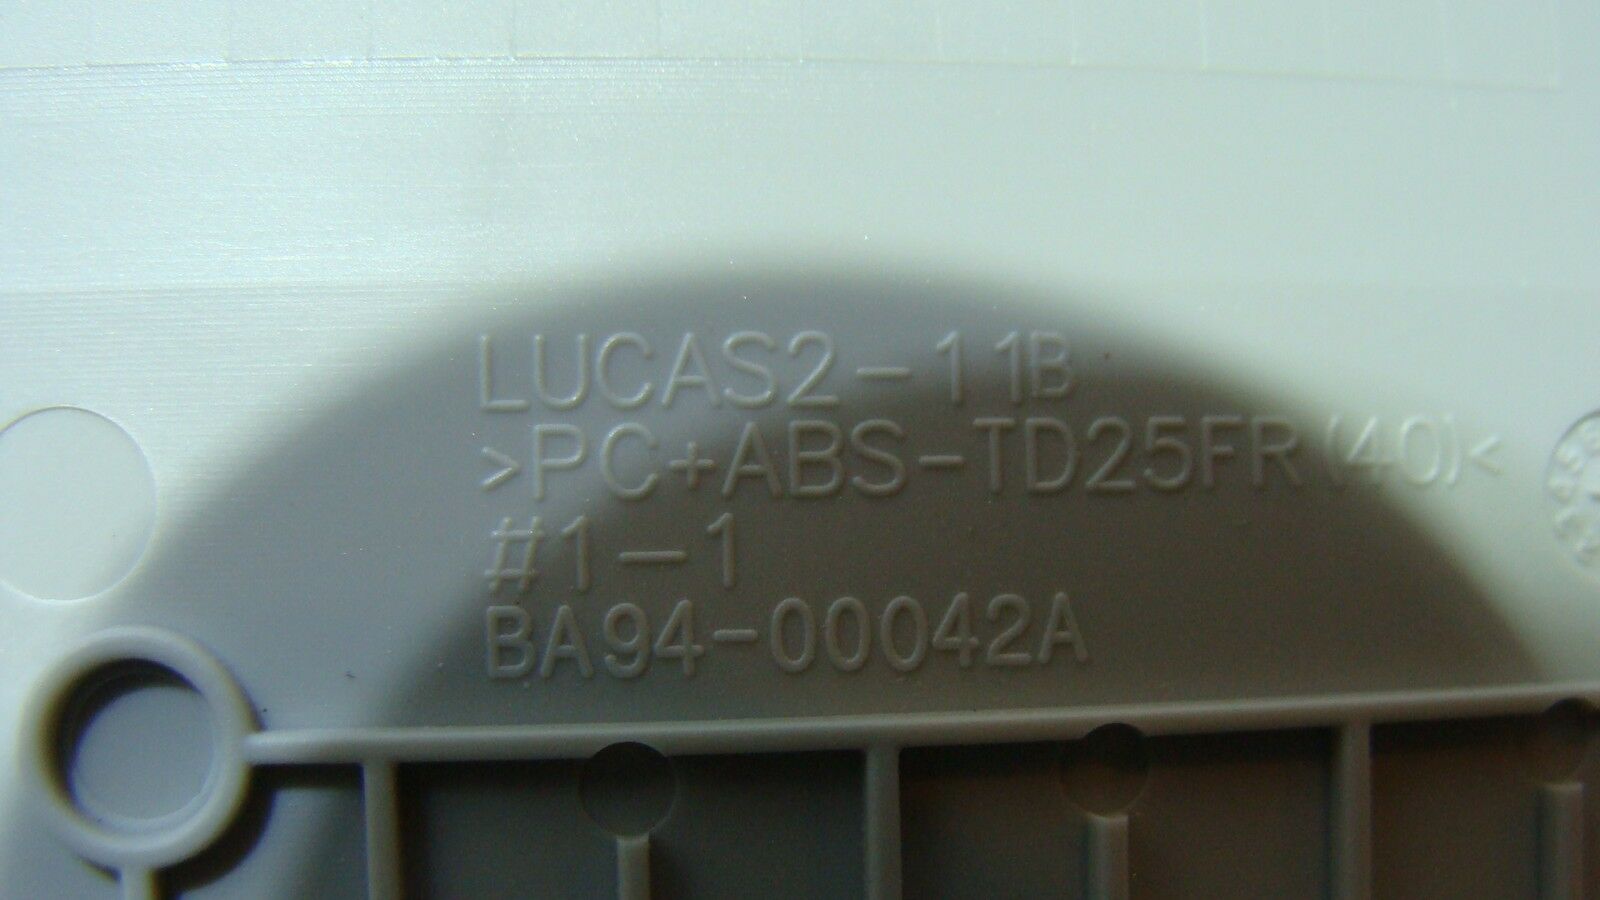 LUCAS2-11B
>PC+ABS-TD25FR(40)<
#1-1
BA94-00042A